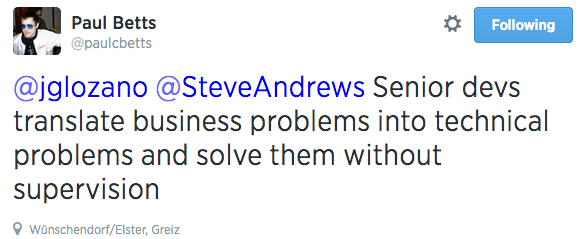 Paul Betts
@paulcbetts
Following
@jglozano @SteveAndrews Senior devs
translate business problems into technical
problems and solve them without
supervision
Wünschendorf/Elster, Greiz